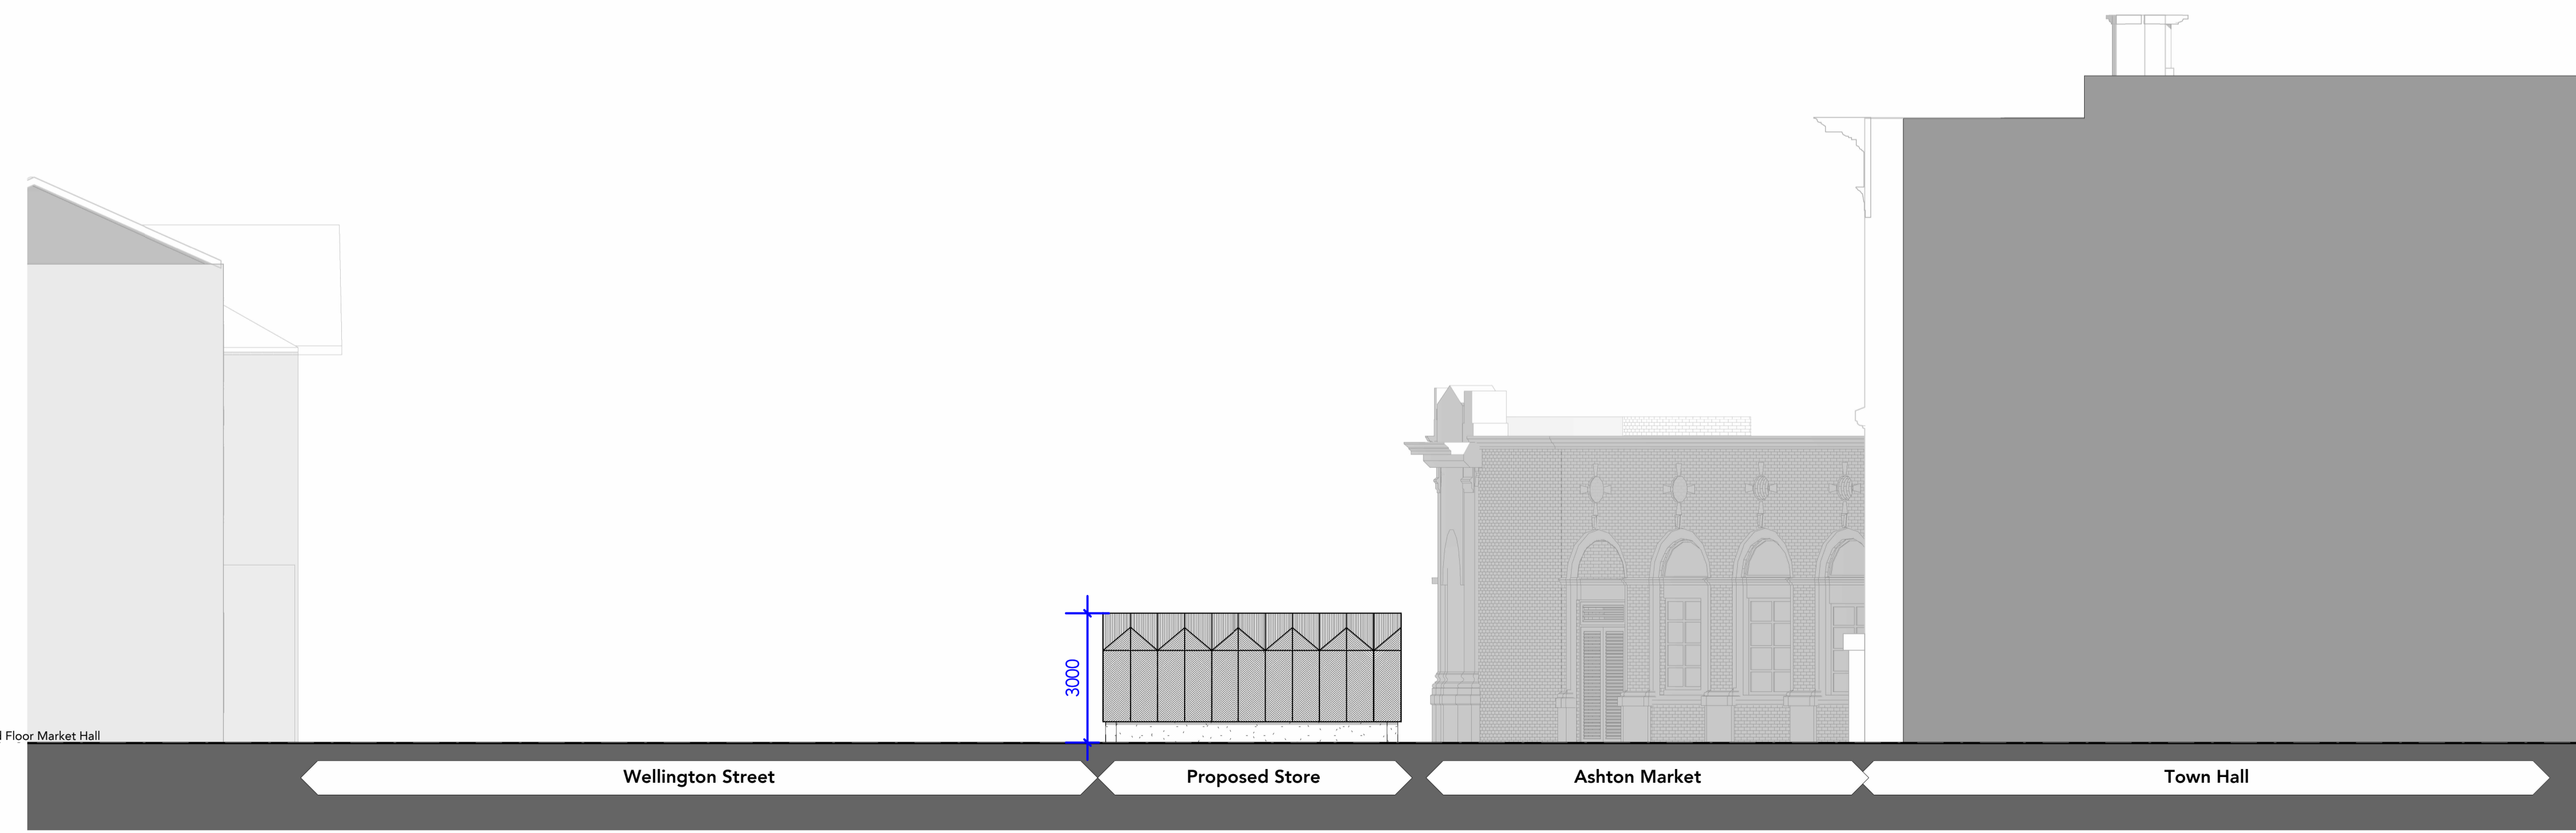 3000
Floor Market Hall
Wellington Street
Proposed Store
Ashton Market
Town Hall